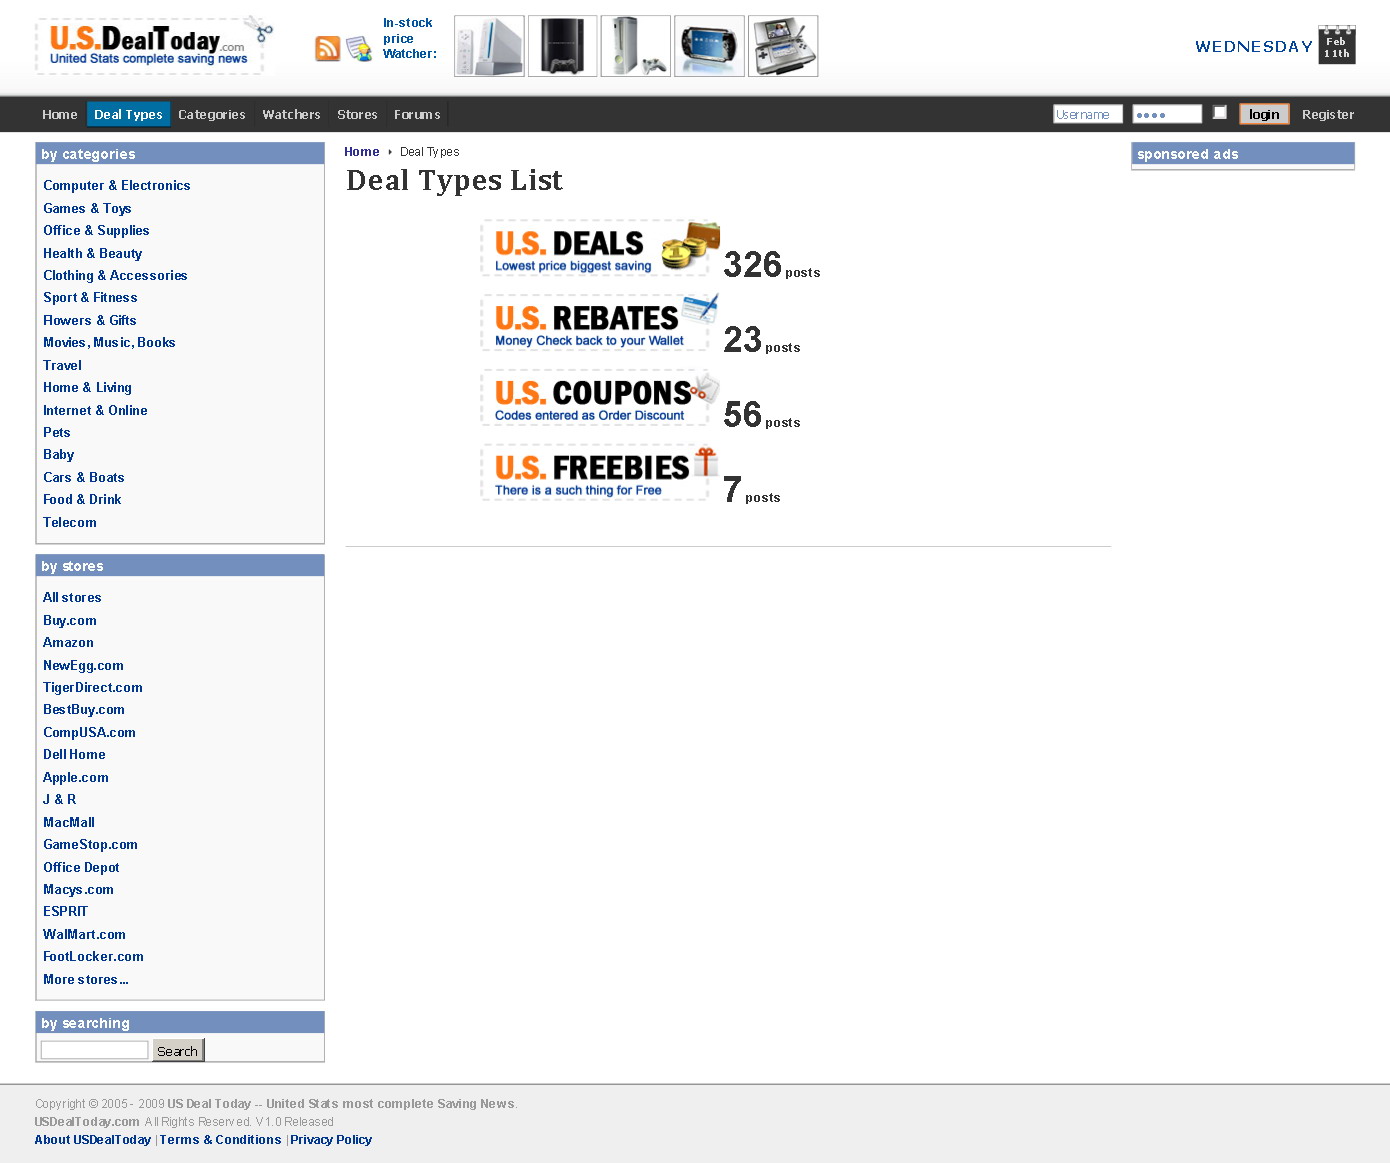 U.S.DealToday.com
United Stats complete saving news
In-stock
price
Watcher:
WEDNESDAY
Feb
11th
Home Deal Types Categories Watchers Stores Forums
Username
login
Register
by categories
Computer & Electronics
Games & Toys
Office & Supplies
Health & Beauty
Clothing & Accessories
Sport & Fitness
Flowers & Gifts
Movies, Music, Books
Travel
Home & Living
Internet & Online
Pets
Baby
Cars & Boats
Food & Drink
Telecom
by stores
All stores
Buy.com
Amazon
NewEgg.com
TigerDirect.com
BestBuy.com
CompUSA.com
Dell Home
Apple.com
J & R
MacMall
GameStop.com
Office Depot
Macys.com
ESPRIT
WalMart.com
FootLocker.com
More stores...
by searching
Search
Home Deal Types
Deal Types List
U.S. DEALS
Lowest price biggest saving
326 posts
U.S. REBATES
Money Check back to your Wallet
23 posts
U.S. COUPONS
Codes entered as Order Discount
56 posts
U.S. FREEBIES
There is a such thing for Free
7 posts
sponsored ads
Copyright © 2005 - 2009 US Deal Today -- United Stats most complete Saving News.
USDealToday.com All Rights Reserved. V1.0 Released
About USDealToday | Terms & Conditions | Privacy Policy